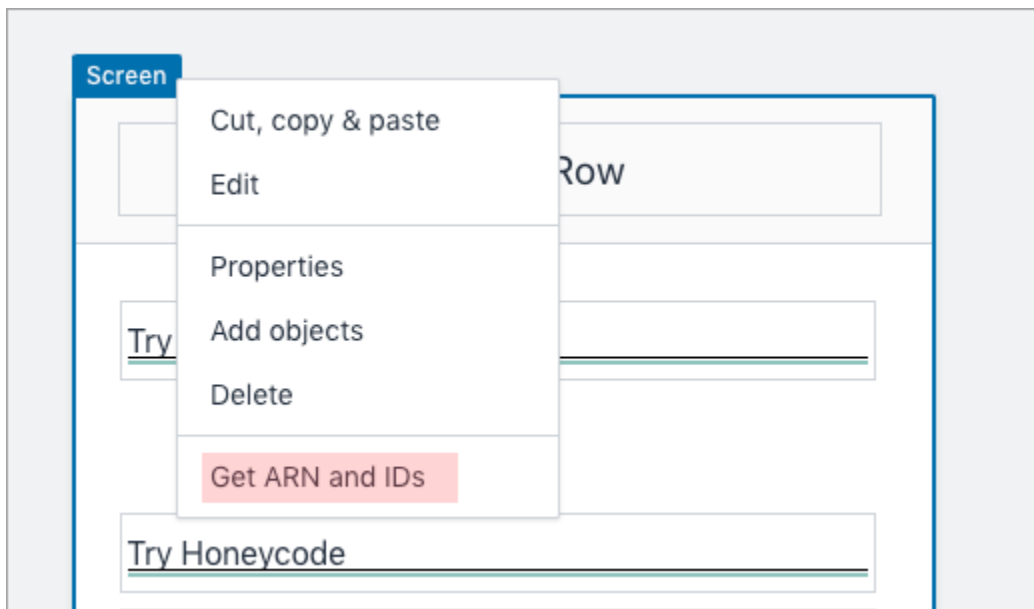 Screen
Cut, copy & paste
Row
Edit
Properties
Try
Add objects
Delete
Get ARN and IDs
Try Honeycode